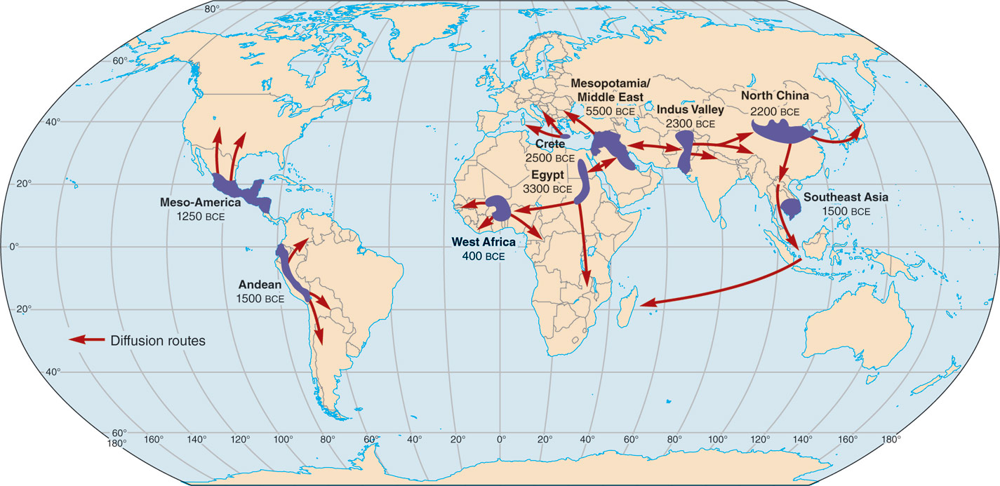 80°
60°
40°
20°
0°
20°
40°
60°
Mesopotamia/
Middle East
5500 BCE
North China
2200 BCE
Indus Valley
2300 BCE
Crete
2500 BCE
Egypt
3300 BCE
Meso-America
1250 BCE
Southeast Asia
1500 BCE
West Africa
400 BCE
Andean
1500 BCE
Diffusion routes
180° 160° 140° 120° 100° 80° 60° 40° 20° 0° 20° 40° 60° 80° 100° 120° 140° 160° 180°